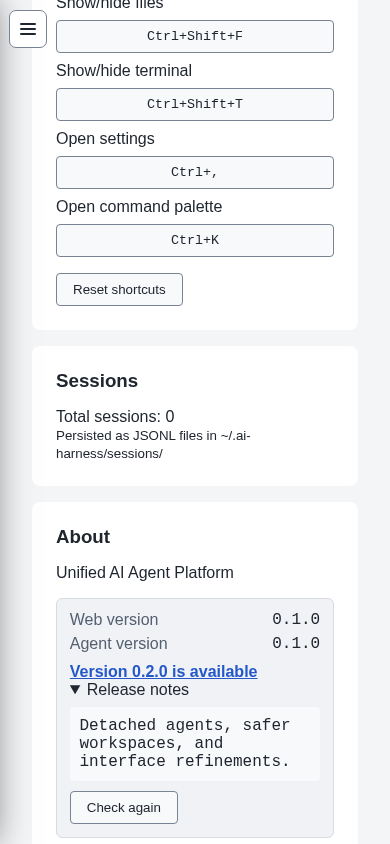 Show/hide files
Ctrl+Shift+F
Show/hide terminal
Ctrl+Shift+T
Open settings
Ctrl+,
Open command palette
Ctrl+K
Reset shortcuts
Sessions
Total sessions: 0
Persisted as JSONL files in ~/.ai-
harness/sessions/
About
Unified AI Agent Platform
Web version 0.1.0
Agent version 0.1.0
Version 0.2.0 is available
Release notes
Detached agents, safer
workspaces, and
interface refinements.
Check again